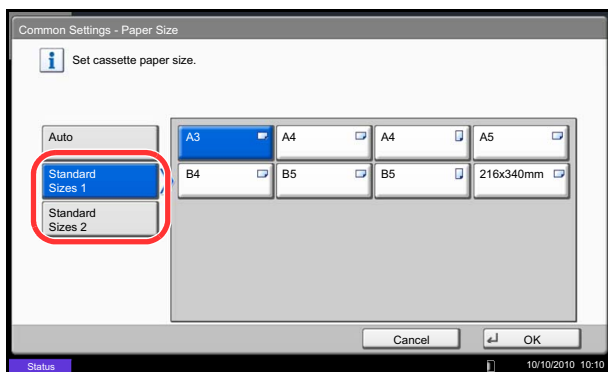 Common Settings - Paper Size
Set cassette paper size.
Auto
A3
A4
A4
A5
Standard
Sizes 1
B4
B5
B5
216x340mm
Standard
Sizes 2
Cancel
OK
Status
10/10/2010 10:10